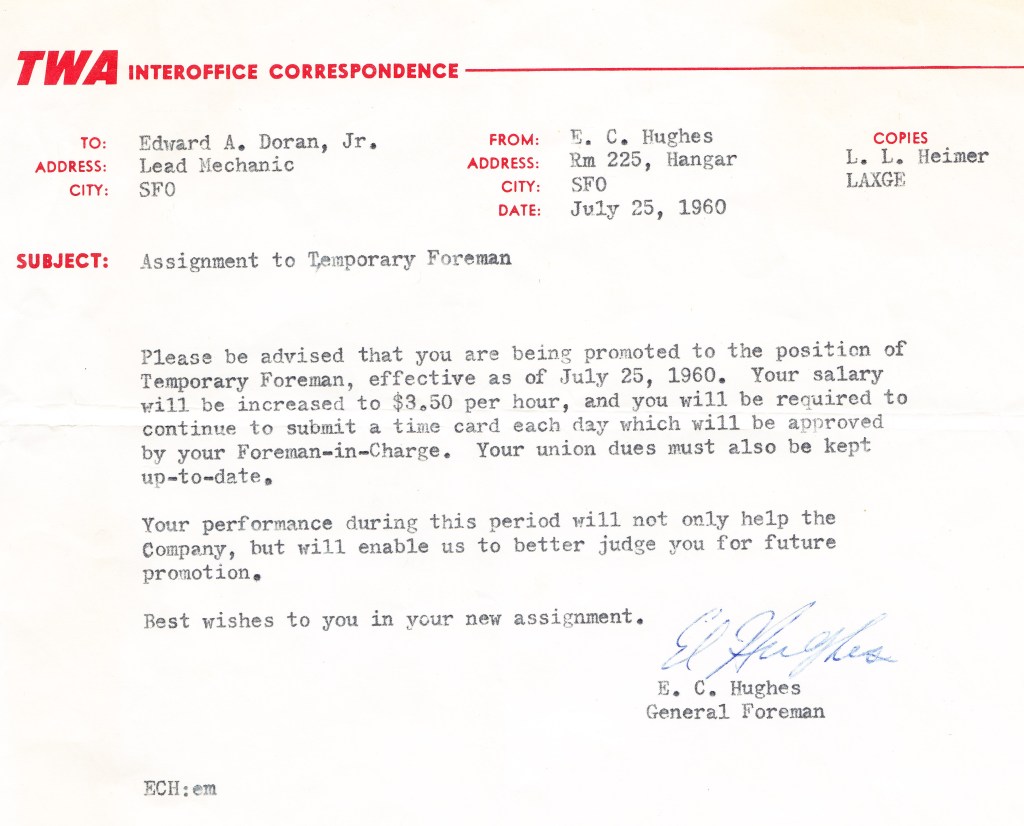 TWA INTEROFFICE CORRESPONDENCE
TO: Edward A. Doran, Jr.
ADDRESS: Lead Mechanic
CITY: SFO
FROM: E. C. Hughes
ADDRESS: Rm 225, Hangar
CITY: SFO
DATE: July 25, 1960
COPIES
L. L. Heimer
LAXGE
SUBJECT: Assignment to Temporary Foreman
Please be advised that you are being promoted to the position of
Temporary Foreman, effective as of July 25, 1960. Your salary
will be increased to $3.50 per hour, and you will be required to
continue to submit a time card each day which will be approved
by your Foreman-in-Charge. Your union dues must also be kept
up-to-date.
Your performance during this period will not only help the
Company, but will enable us to better judge you for future
promotion.
Best wishes to you in your new assignment.
Ed Hughes
E. C. Hughes
General Foreman
ECH:em